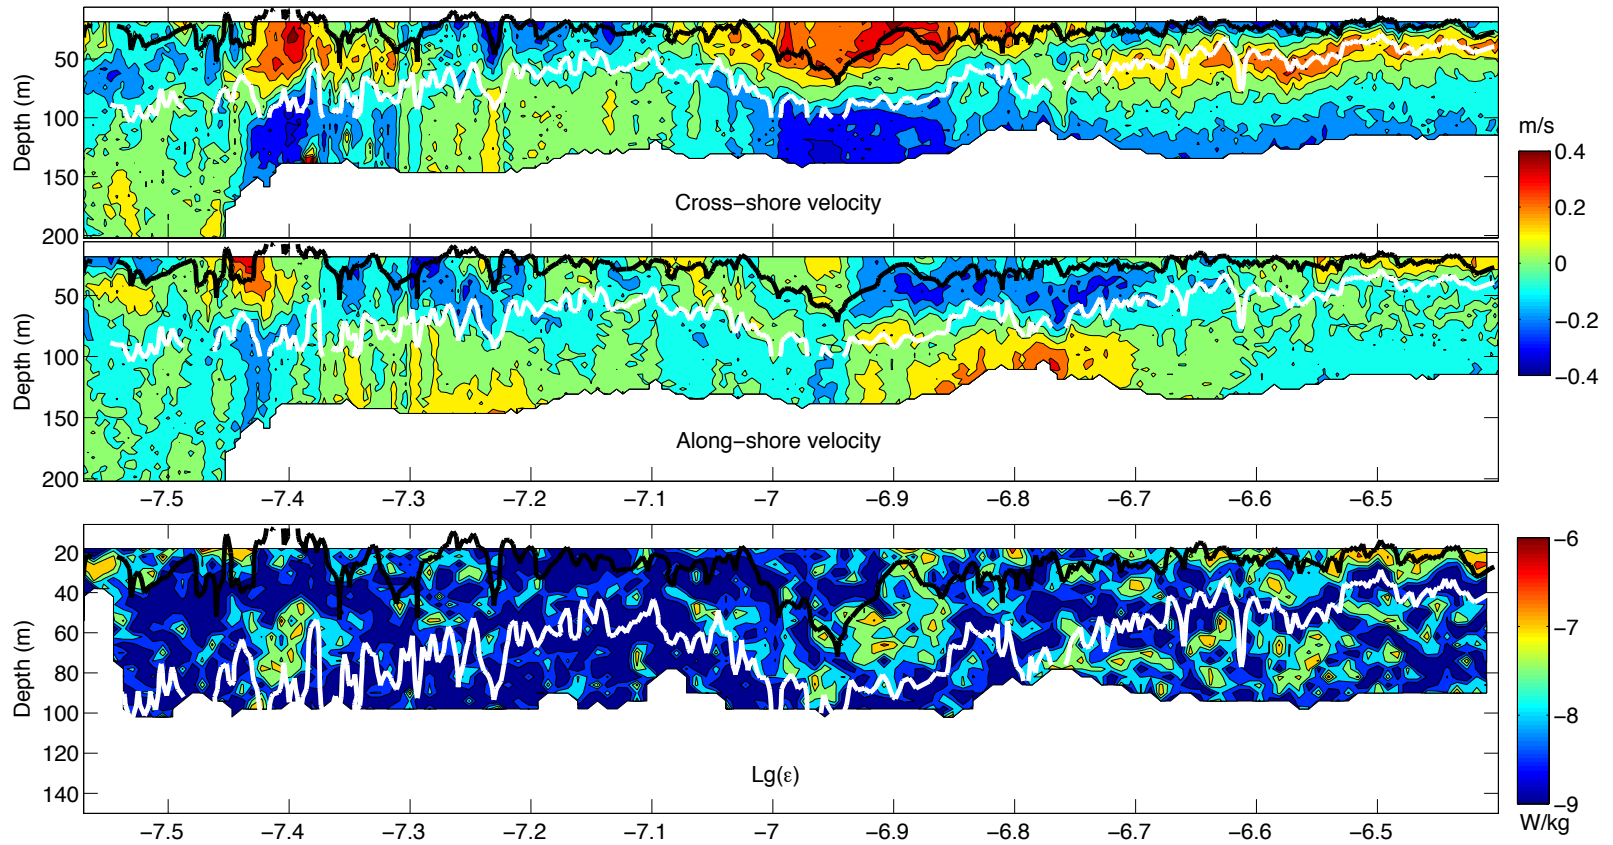 50
100
150
200
Depth (m)
Cross−shore velocity
m/s
0.4
0.2
0
−0.2
−0.4
50
100
150
200
Depth (m)
Along−shore velocity
−7.5 −7.4 −7.3 −7.2 −7.1 −7 −6.9 −6.8 −6.7 −6.6 −6.5
20
40
60
80
100
120
140
Depth (m)
Lg(ε)
−6
−7
−8
−9
W/kg
−7.5 −7.4 −7.3 −7.2 −7.1 −7 −6.9 −6.8 −6.7 −6.6 −6.5